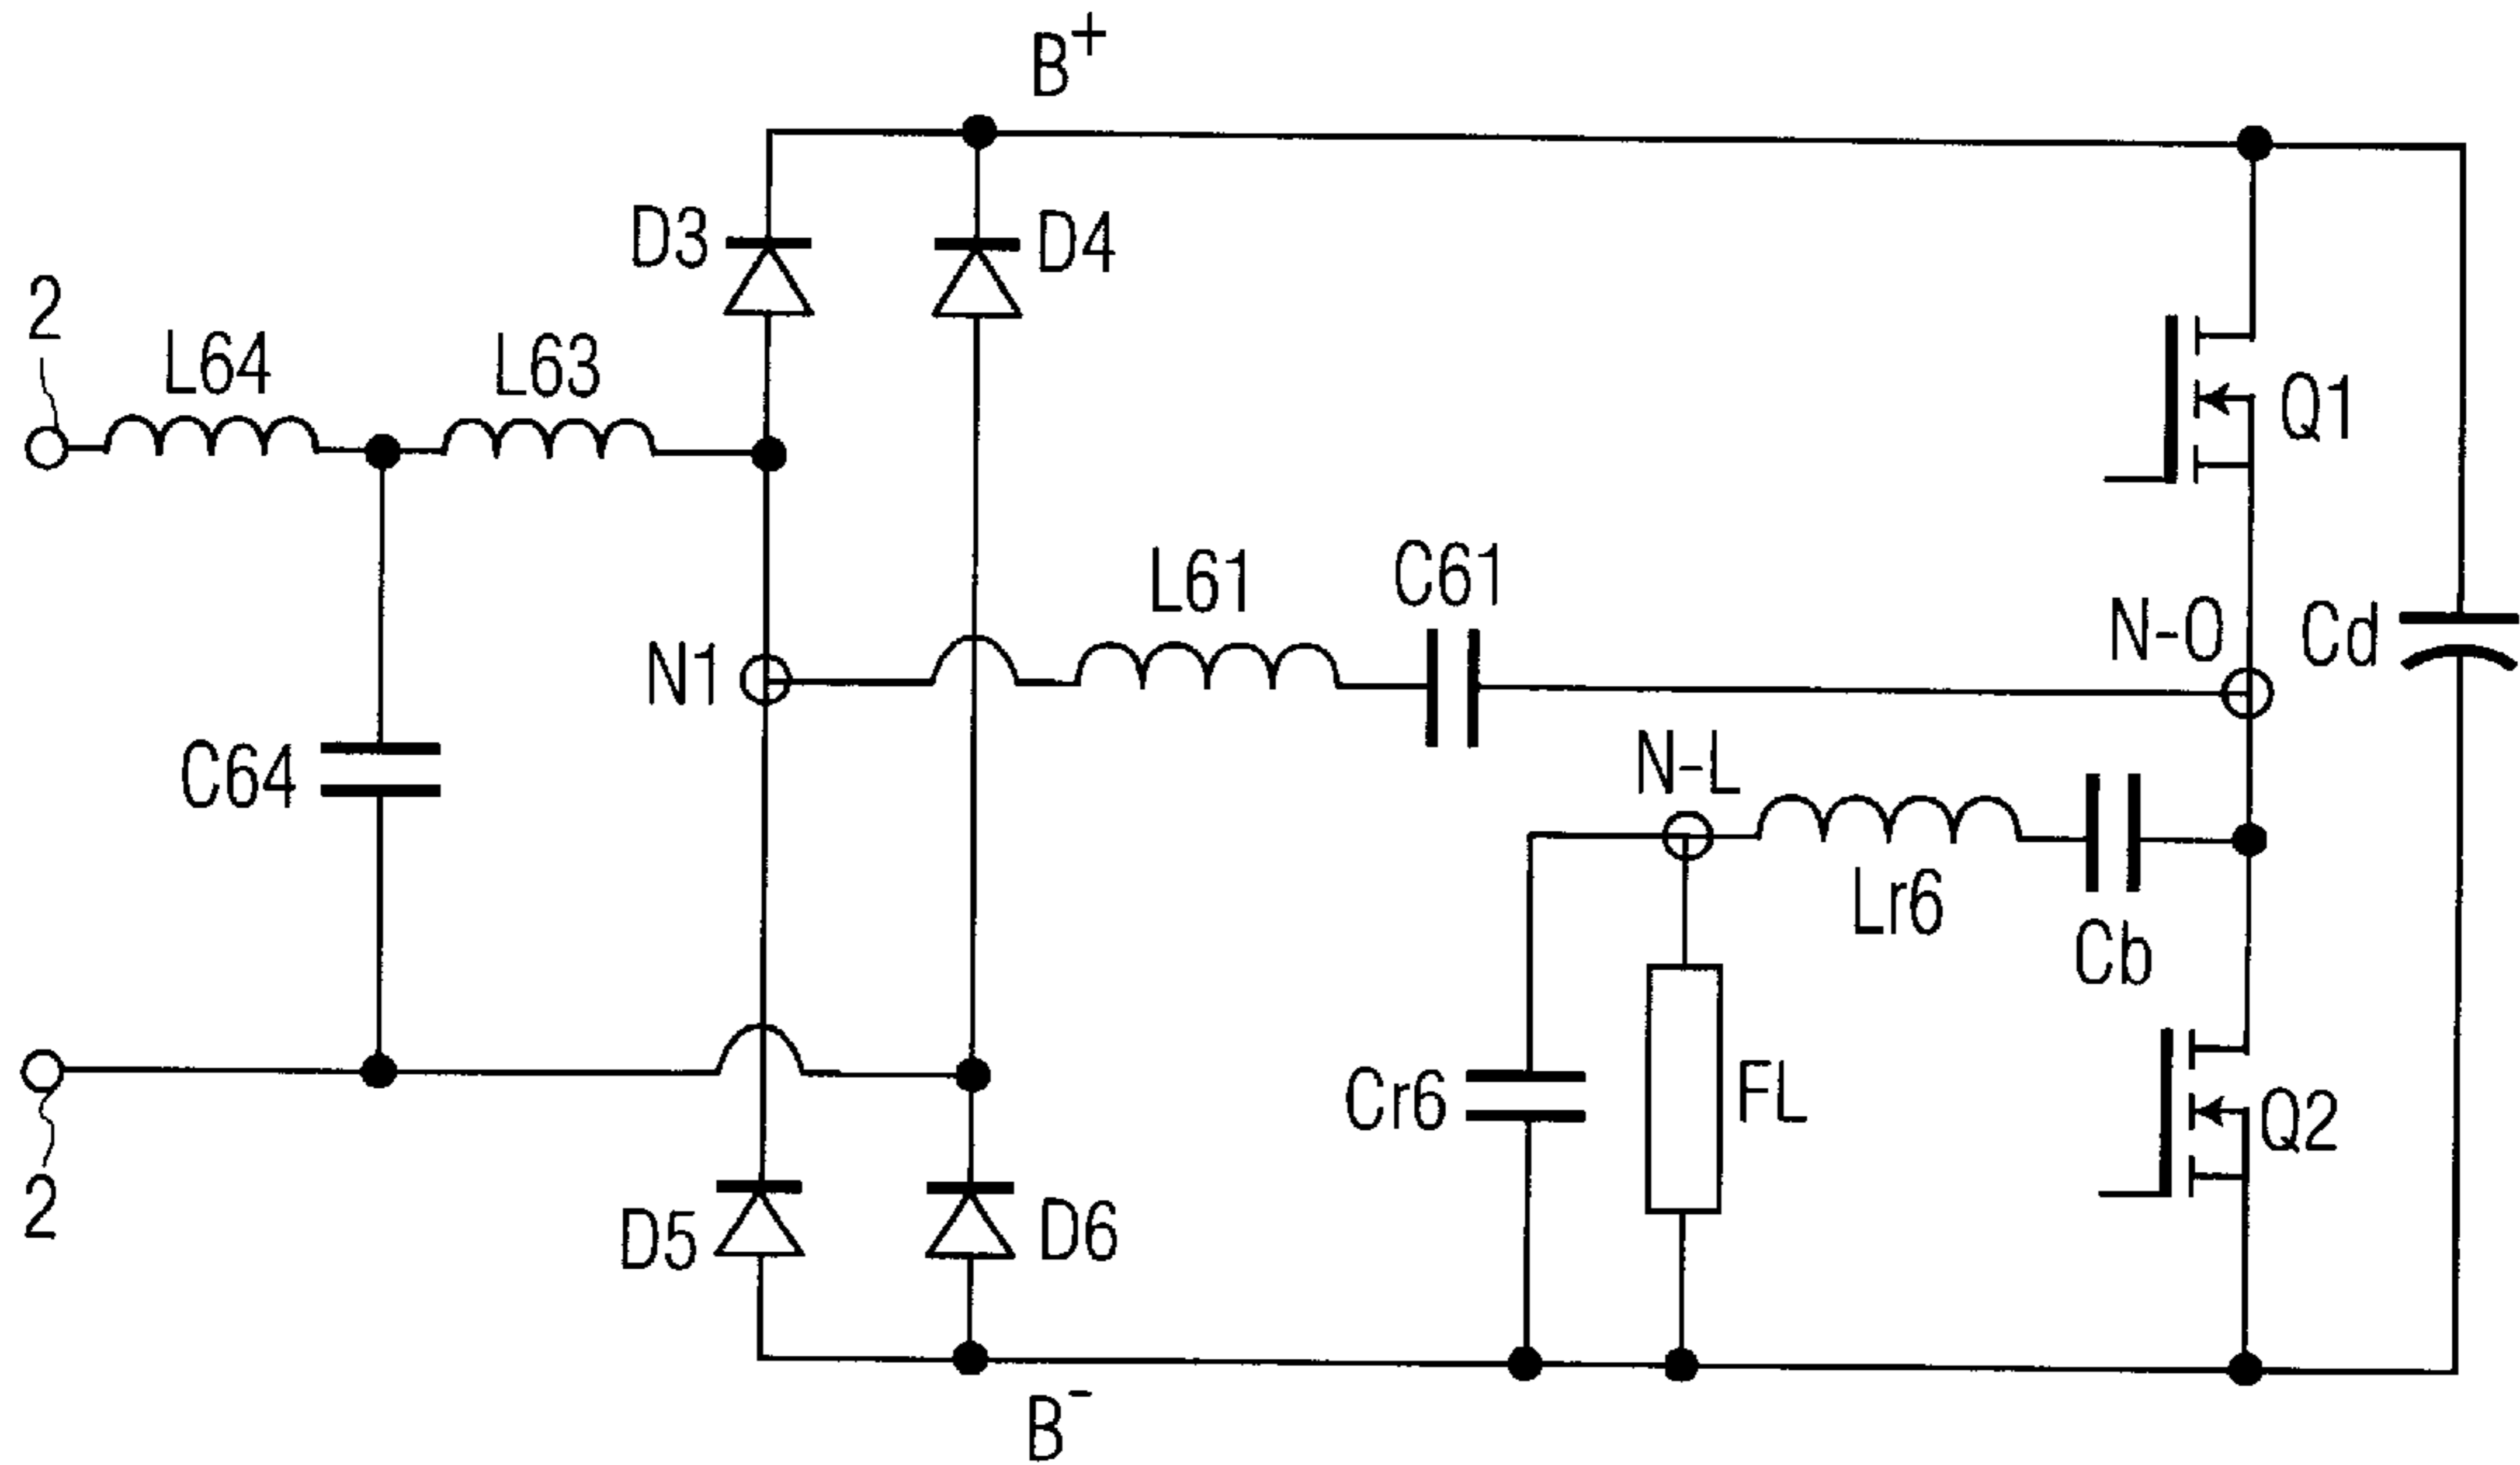 B+
D3
D4
2
L64
L63
Q1
L61
C61
N1
N-O
Cd
C64
N-L
Lr6
Cb
Cr6
FL
Q2
2
D5
D6
B-